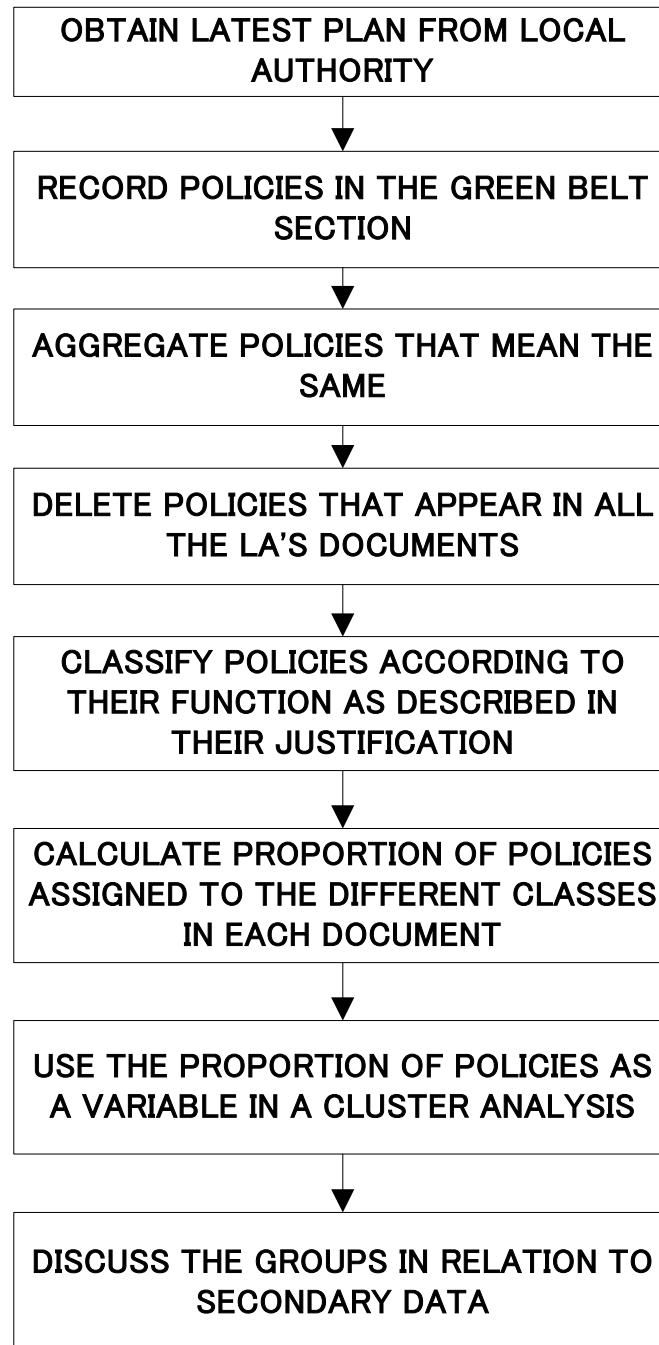 OBTAIN LATEST PLAN FROM LOCAL
AUTHORITY
RECORD POLICIES IN THE GREEN BELT
SECTION
AGGREGATE POLICIES THAT MEAN THE
SAME
DELETE POLICIES THAT APPEAR IN ALL
THE LA'S DOCUMENTS
CLASSIFY POLICIES ACCORDING TO
THEIR FUNCTION AS DESCRIBED IN
THEIR JUSTIFICATION
CALCULATE PROPORTION OF POLICIES
ASSIGNED TO THE DIFFERENT CLASSES
IN EACH DOCUMENT
USE THE PROPORTION OF POLICIES AS
A VARIABLE IN A CLUSTER ANALYSIS
DISCUSS THE GROUPS IN RELATION TO
SECONDARY DATA